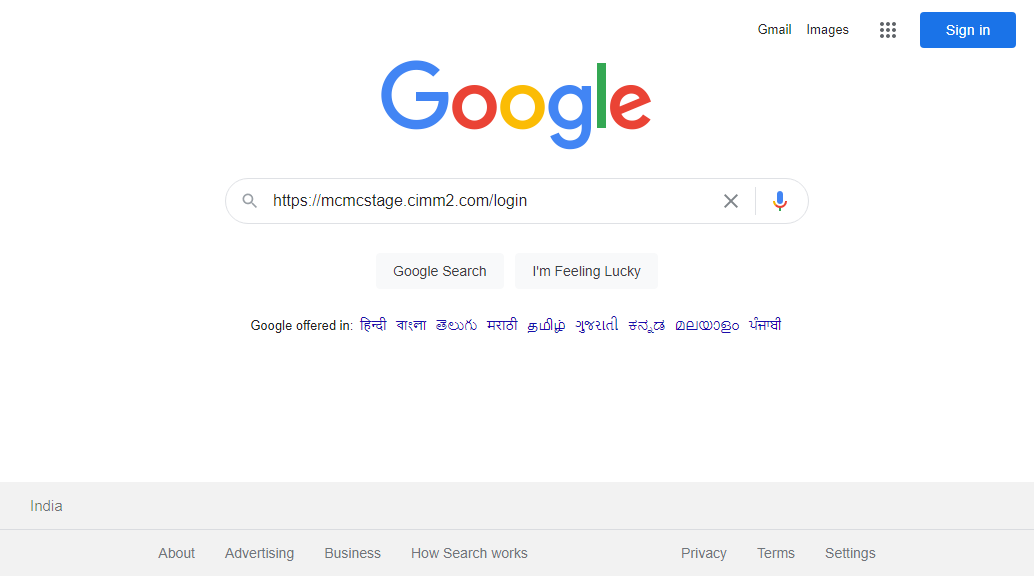 Gmail Images Sign in
Google
https://mcmcstage.cimm2.com/login
Google Search I'm Feeling Lucky
Google offered in: हिन्दी বাংলা తెలుగు मराठी தமிழ் ગુજરાતી ಕನ್ನಡ മലയാളം ਪੰਜਾਬੀ
India
About Advertising Business How Search works Privacy Terms Settings